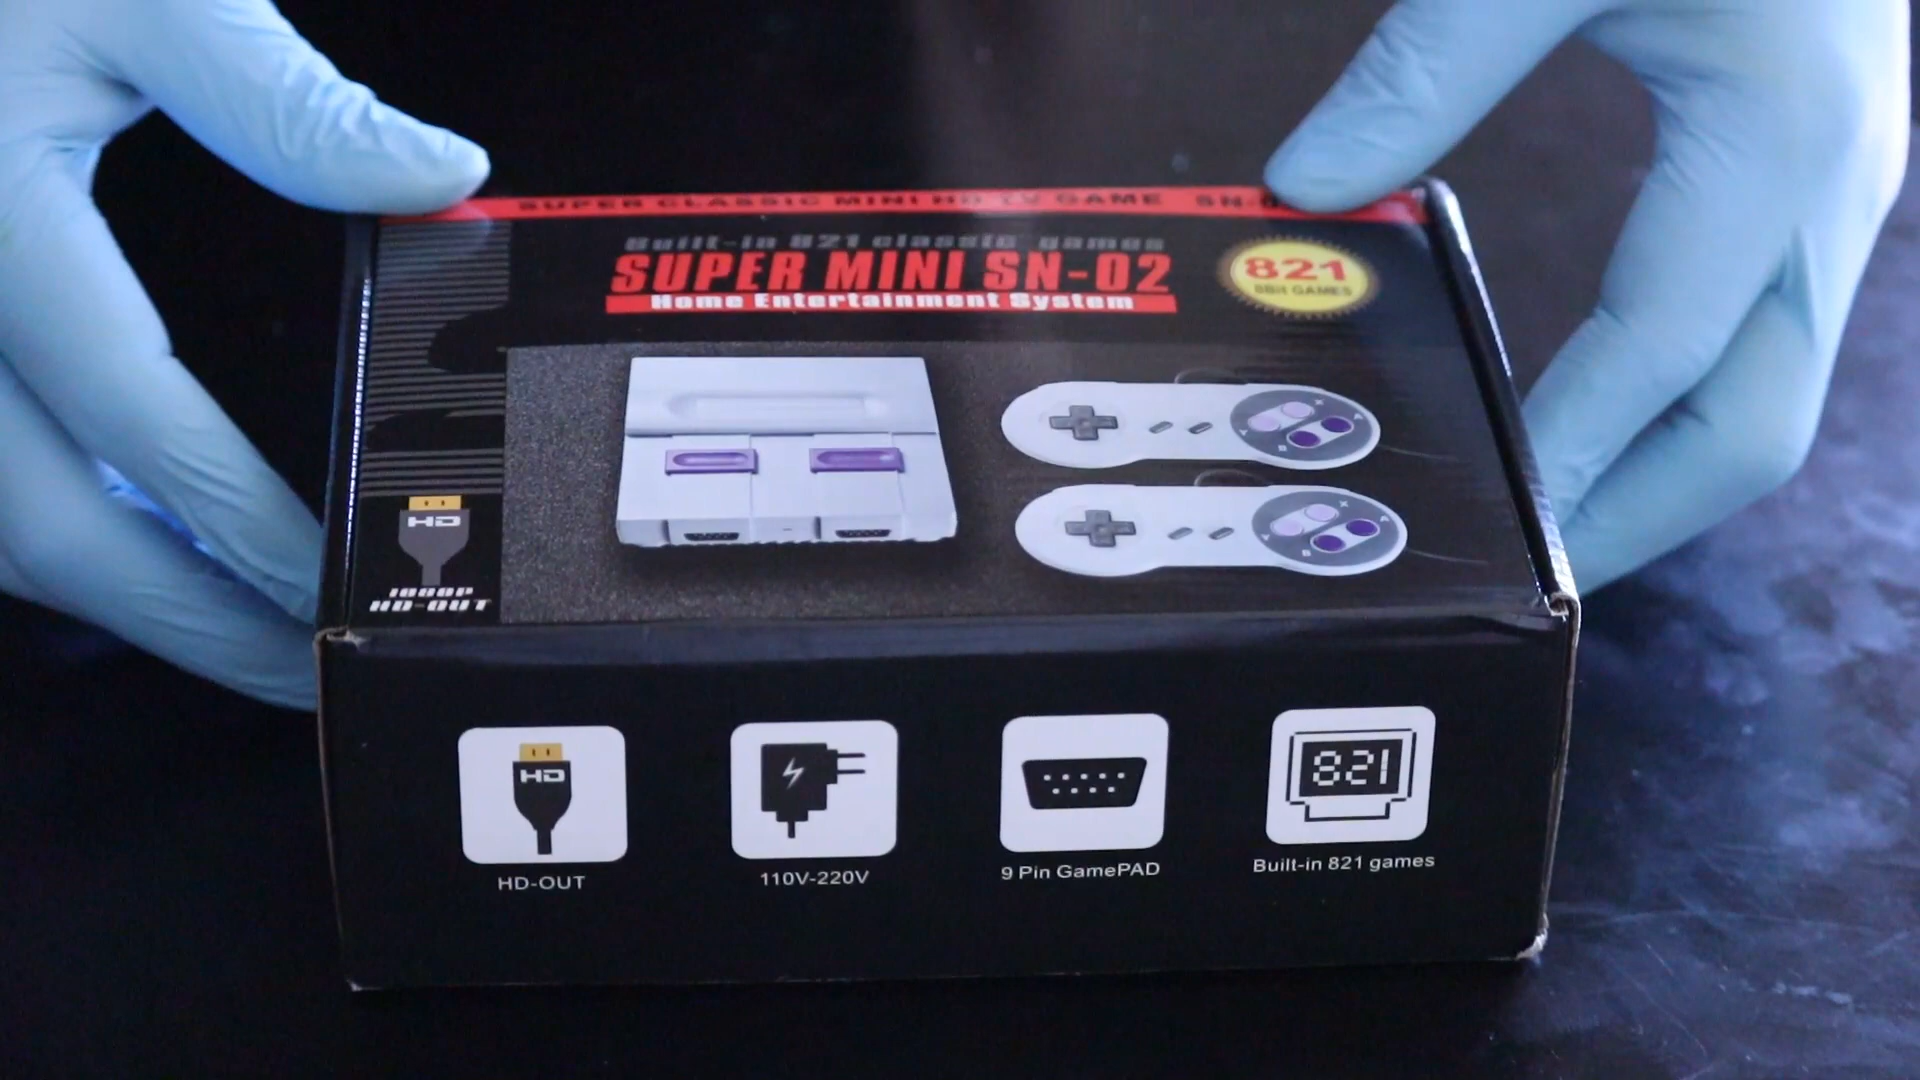 SUPER CLASSIC MINI HD TV GAME SN-0
Built-in 821 classic games
SUPER MINI SN-02
Home Entertainment System
821
8Bit GAMES
HD
1080P
HD-OUT
X
A
Y
B
X
A
Y
B
HD
HD-OUT
110V-220V
9 Pin GamePAD
821
Built-in 821 games